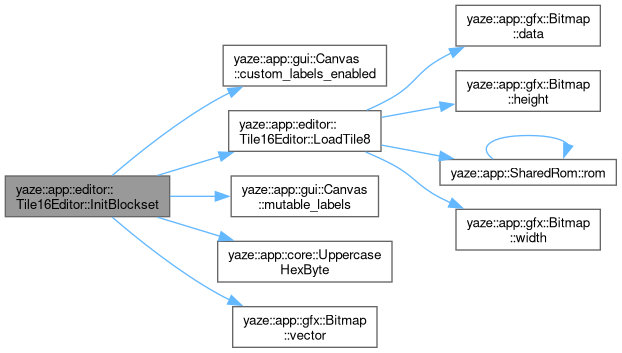 yaze::app::editor::
Tile16Editor::InitBlockset
yaze::app::gui::Canvas
::custom_labels_enabled
yaze::app::editor::
Tile16Editor::LoadTile8
yaze::app::gui::Canvas
::mutable_labels
yaze::app::core::Uppercase
HexByte
yaze::app::gfx::Bitmap
::vector
yaze::app::gfx::Bitmap
::data
yaze::app::gfx::Bitmap
::height
yaze::app::SharedRom::rom
yaze::app::gfx::Bitmap
::width